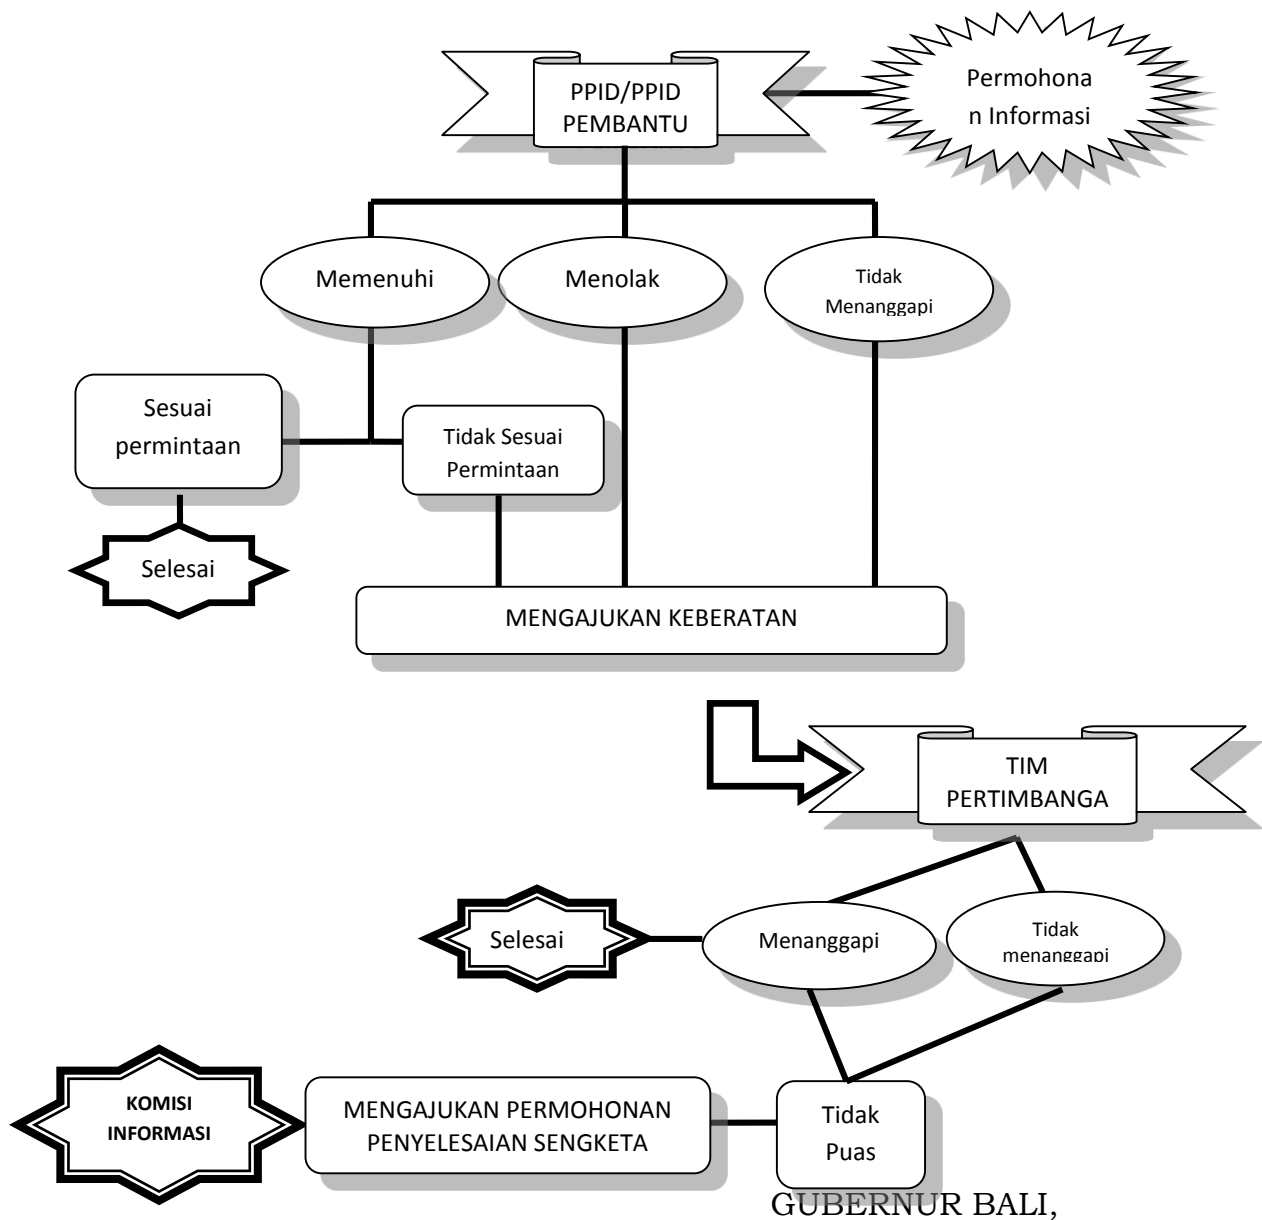 PPID/PPID
PEMBANTU
Permohona
n Informasi
Memenuhi
Menolak
Tidak
Menanggapi
Sesuai
permintaan
Tidak Sesuai
Permintaan
Selesai
MENGAJUKAN KEBERATAN
TIM
PERTIMBANGA
Selesai
Menanggapi
Tidak
menanggapi
KOMISI
INFORMASI
MENGAJUKAN PERMOHONAN
PENYELESAIAN SENGKETA
Tidak
Puas
GUBERNUR BALI,